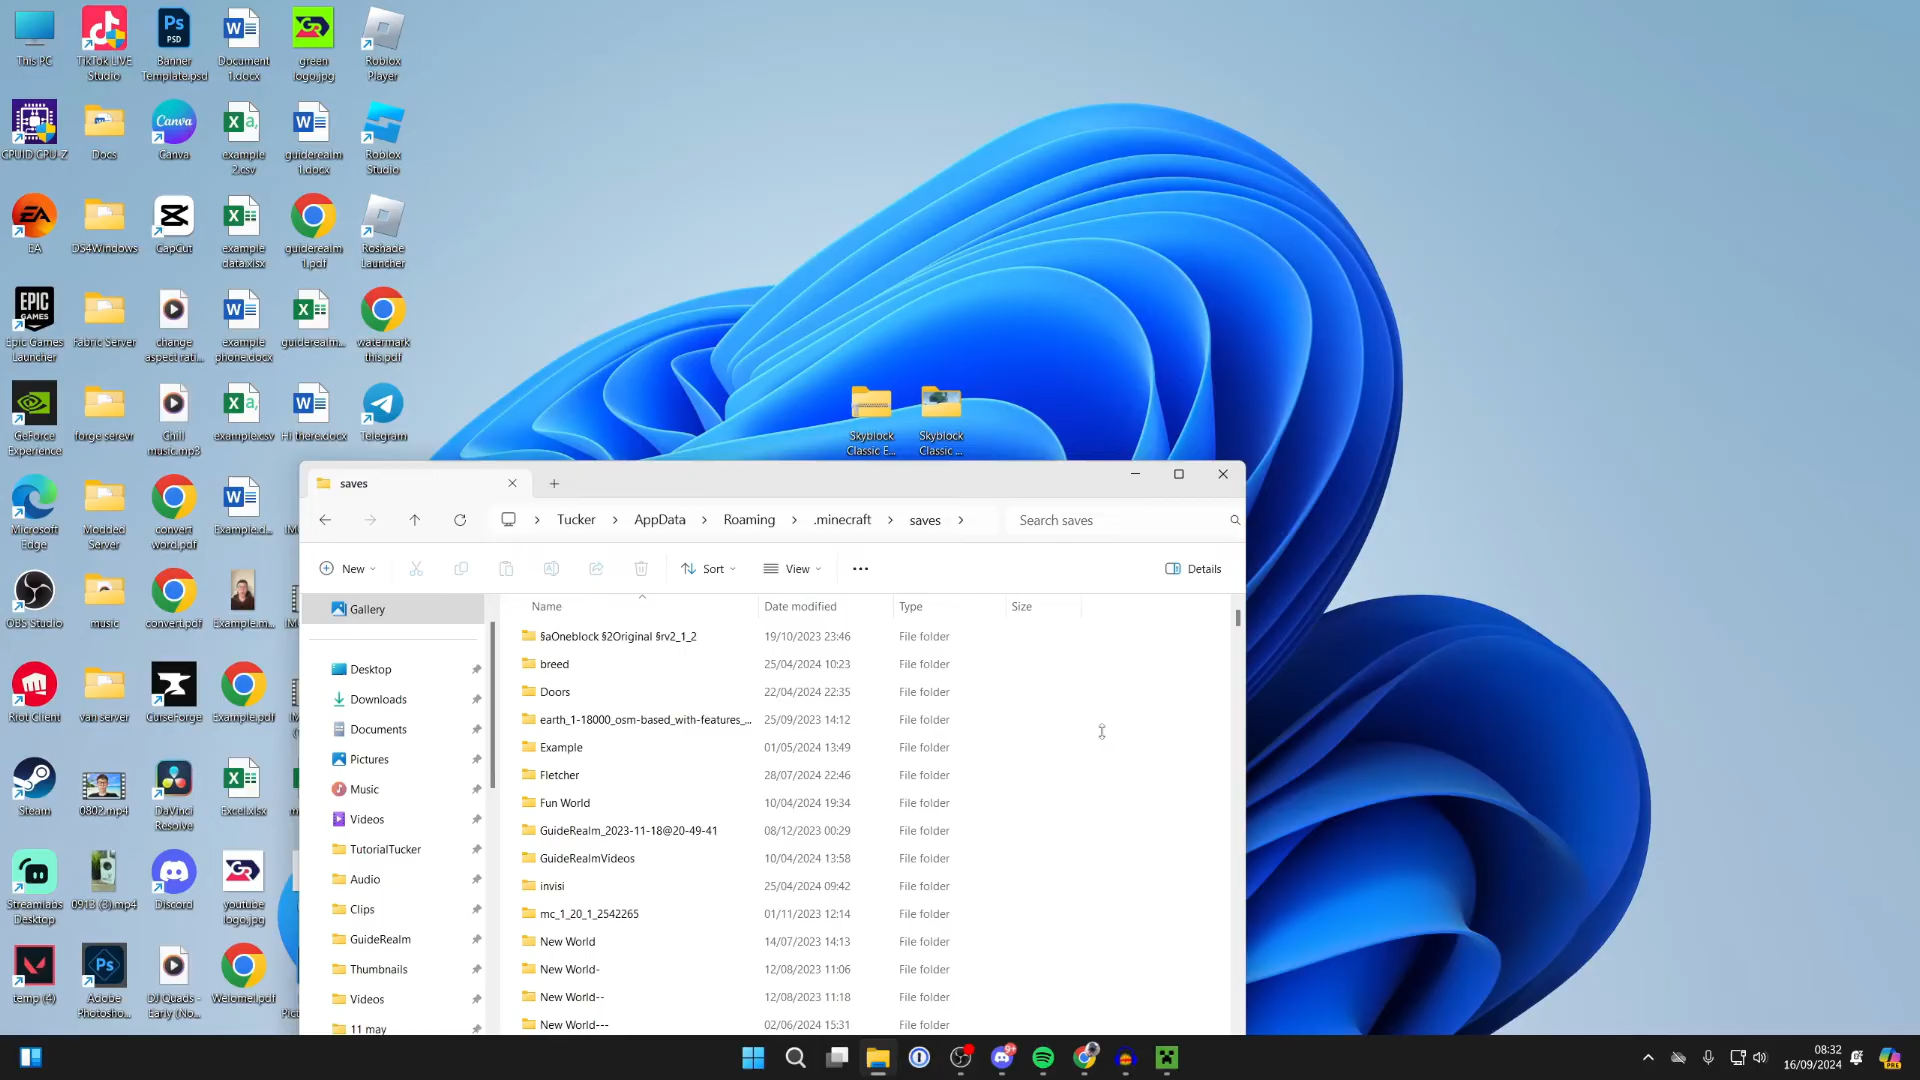 This PC
TikTok LIVE
Studio
Banner
Template.psd
Document
1.docx
green
logo.jpg
Roblox
Player
CPUID CPU-Z
Docs
Canva
example
2.csv
guiderealm
1.docx
Roblox
Studio
EA
DS4Windows
CapCut
example
data.xlsx
guiderealm
1.pdf
Roshade
Launcher
Epic Games
Launcher
Fabric Server
change
aspect rati...
example
phone.docx
guiderealm...
watermark
this.pdf
GeForce
Experience
forge serevr
Chill
music.mp3
example.csv
Hi there.docx
Telegram
Skyblock
Classic E...
Skyblock
Classic ...
Microsoft
Edge
Modded
Server
convert
word.pdf
Example.d...
OBS Studio
music
convert.pdf
Example.m...
Riot Client
van server
CurseForge
Example.pdf
Steam
0802.mp4
DaVinci
Resolve
Excel.xlsx
Streamlabs
Desktop
0913 (3).mp4
Discord
youtube
logo.jpg
temp (4)
Adobe
Photosho...
DJ Quads -
Early (No...
Welome!.pdf
saves
Tucker > AppData > Roaming > .minecraft > saves >
Search saves
New
Sort
View
Details
Name
Date modified
Type
Size
Gallery
Desktop
Downloads
Documents
Pictures
Music
Videos
TutorialTucker
Audio
Clips
GuideRealm
Thumbnails
Videos
11 may
§aOneblock §2Original §rv2_1_2 19/10/2023 23:46 File folder
breed 25/04/2024 10:23 File folder
Doors 22/04/2024 22:35 File folder
earth_1-18000_osm-based_with-features_... 25/09/2023 14:12 File folder
Example 01/05/2024 13:49 File folder
Fletcher 28/07/2024 22:46 File folder
Fun World 10/04/2024 19:34 File folder
GuideRealm_2023-11-18@20-49-41 08/12/2023 00:29 File folder
GuideRealmVideos 10/04/2024 13:58 File folder
invisi 25/04/2024 09:42 File folder
mc_1_20_1_2542265 01/11/2023 12:14 File folder
New World 14/07/2023 14:13 File folder
New World- 12/08/2023 11:06 File folder
New World-- 12/08/2023 11:18 File folder
New World--- 02/06/2024 15:31 File folder
08:32
16/09/2024